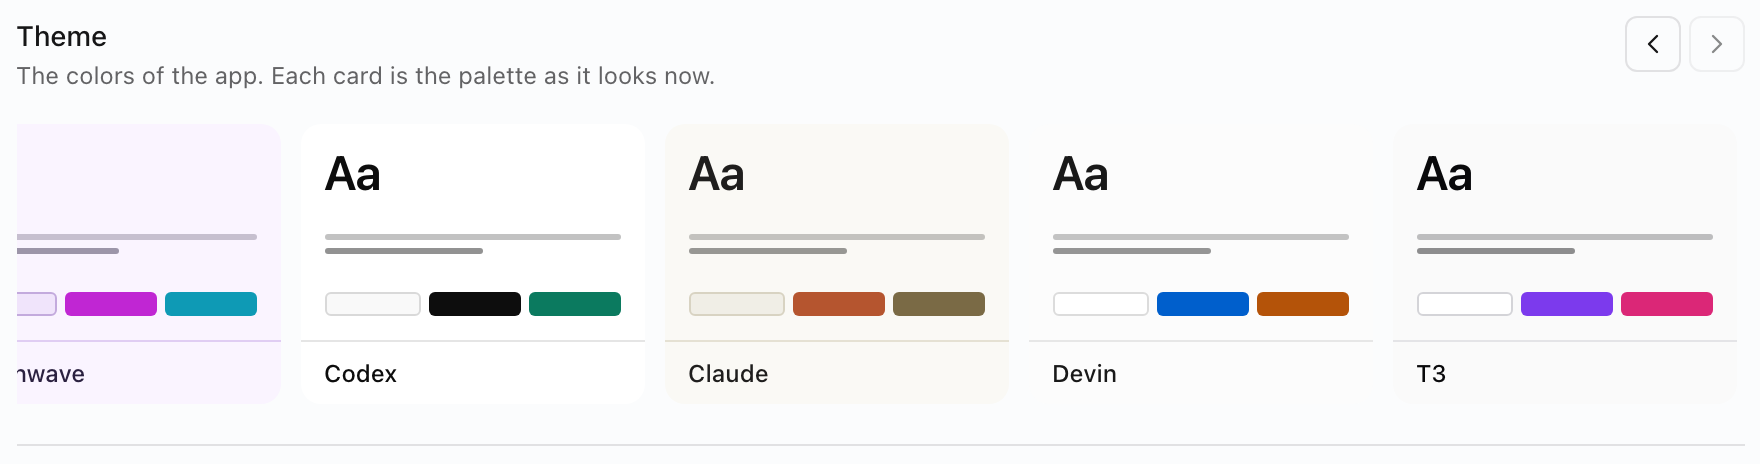 Theme
The colors of the app. Each card is the palette as it looks now.
Aa
Aa
Aa
Aa
nwave
Codex
Claude
Devin
T3